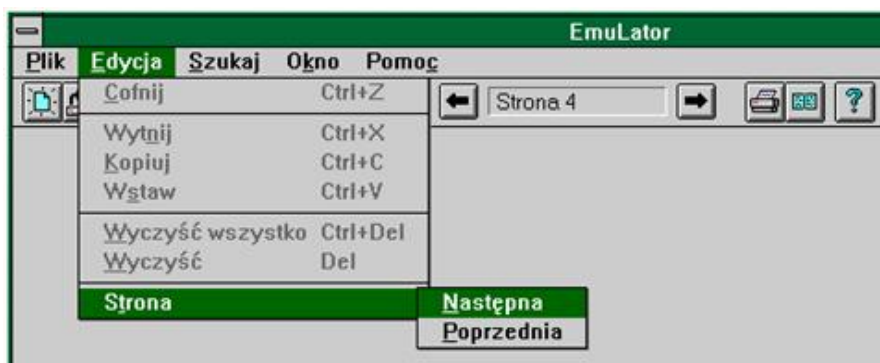 EmuLator
Plik Edycja Szukaj Okno Pomoc
Strona 4 ?
Cofnij Ctrl+Z
Wytnij Ctrl+X
Kopiuj Ctrl+C
Wstaw Ctrl+V
Wyczyść wszystko Ctrl+Del
Wyczyść Del
Strona
Następna
Poprzednia